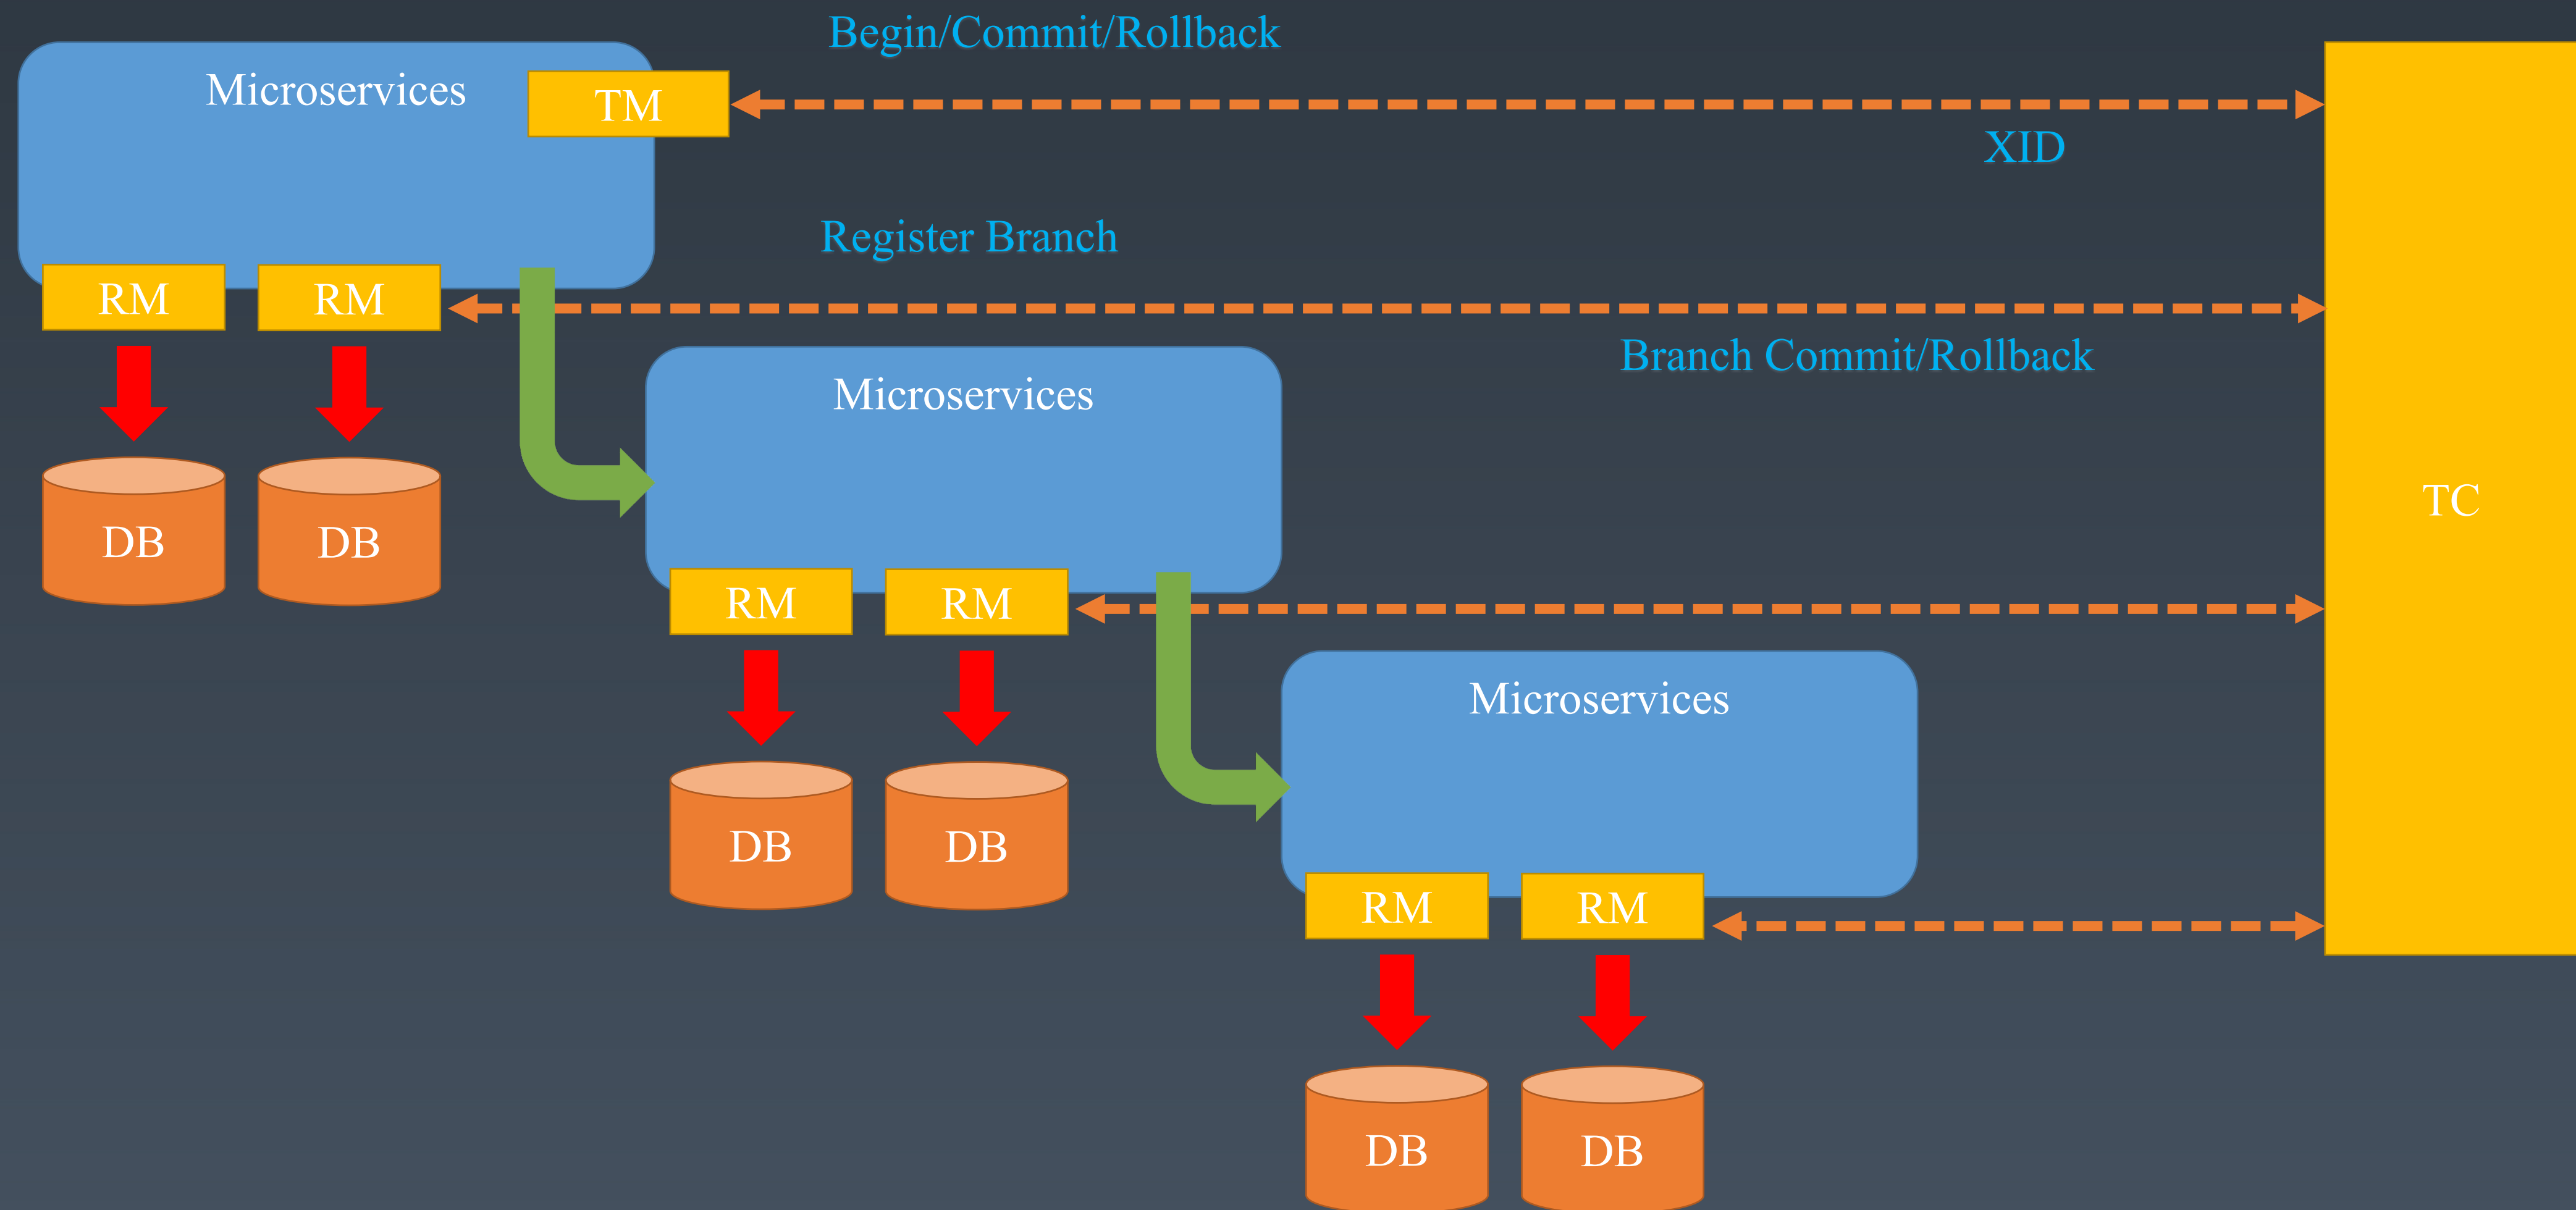 Begin/Commit/Rollback
Microservices
TM
XID
Register Branch
RM
RM
Branch Commit/Rollback
Microservices
TC
DB
DB
RM
RM
Microservices
DB
DB
RM
RM
DB
DB